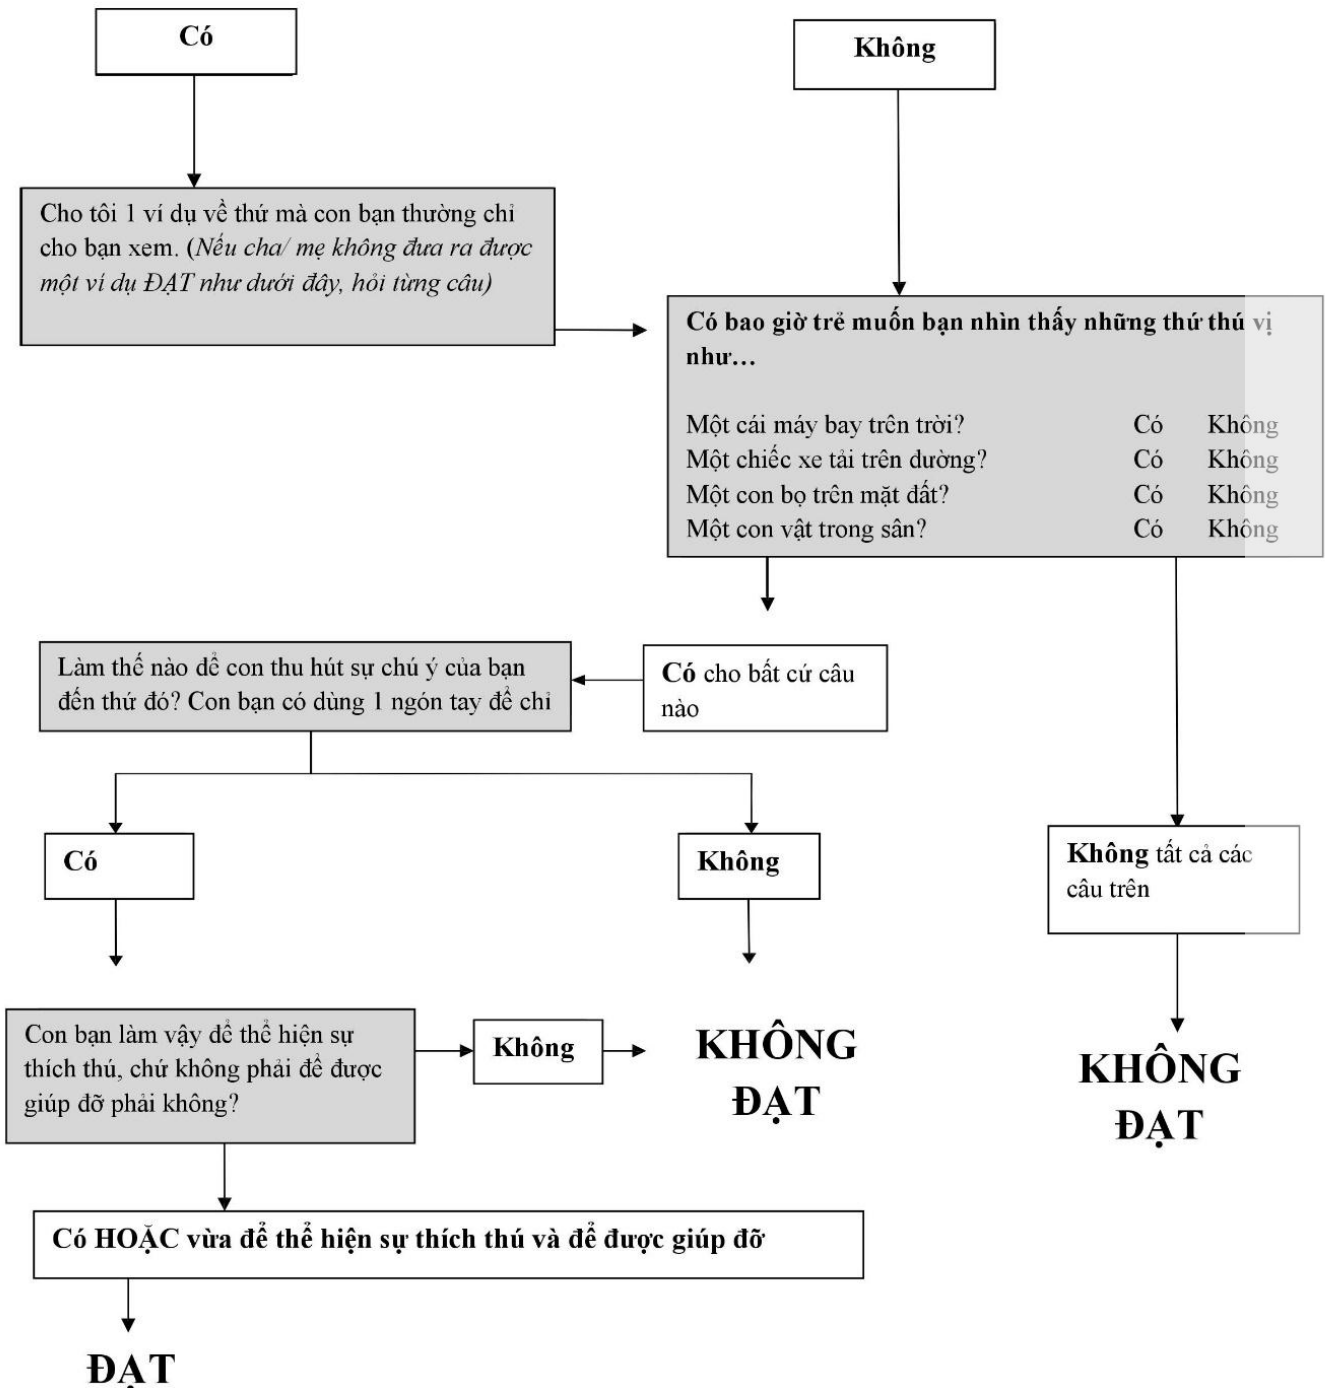 Có
Không
Cho tôi 1 ví dụ về thứ mà con bạn thường chỉ
cho bạn xem. (Nếu cha/ mẹ không đưa ra được
một ví dụ ĐẠT như dưới đây, hỏi từng câu)
Có bao giờ trẻ muốn bạn nhìn thấy những thứ thú vị
như…
Một cái máy bay trên trời? Có Không
Một chiếc xe tải trên đường? Có Không
Một con bọ trên mặt đất? Có Không
Một con vật trong sân? Có Không
Làm thế nào để con thu hút sự chú ý của bạn
đến thứ đó? Con bạn có dùng 1 ngón tay để chỉ
Có cho bất cứ câu
nào
Có
Không
Không tất cả các
câu trên
Con bạn làm vậy để thể hiện sự
thích thú, chứ không phải để được
giúp đỡ phải không?
Không
KHÔNG
ĐẠT
KHÔNG
ĐẠT
Có HOẶC vừa để thể hiện sự thích thú và để được giúp đỡ
ĐẠT